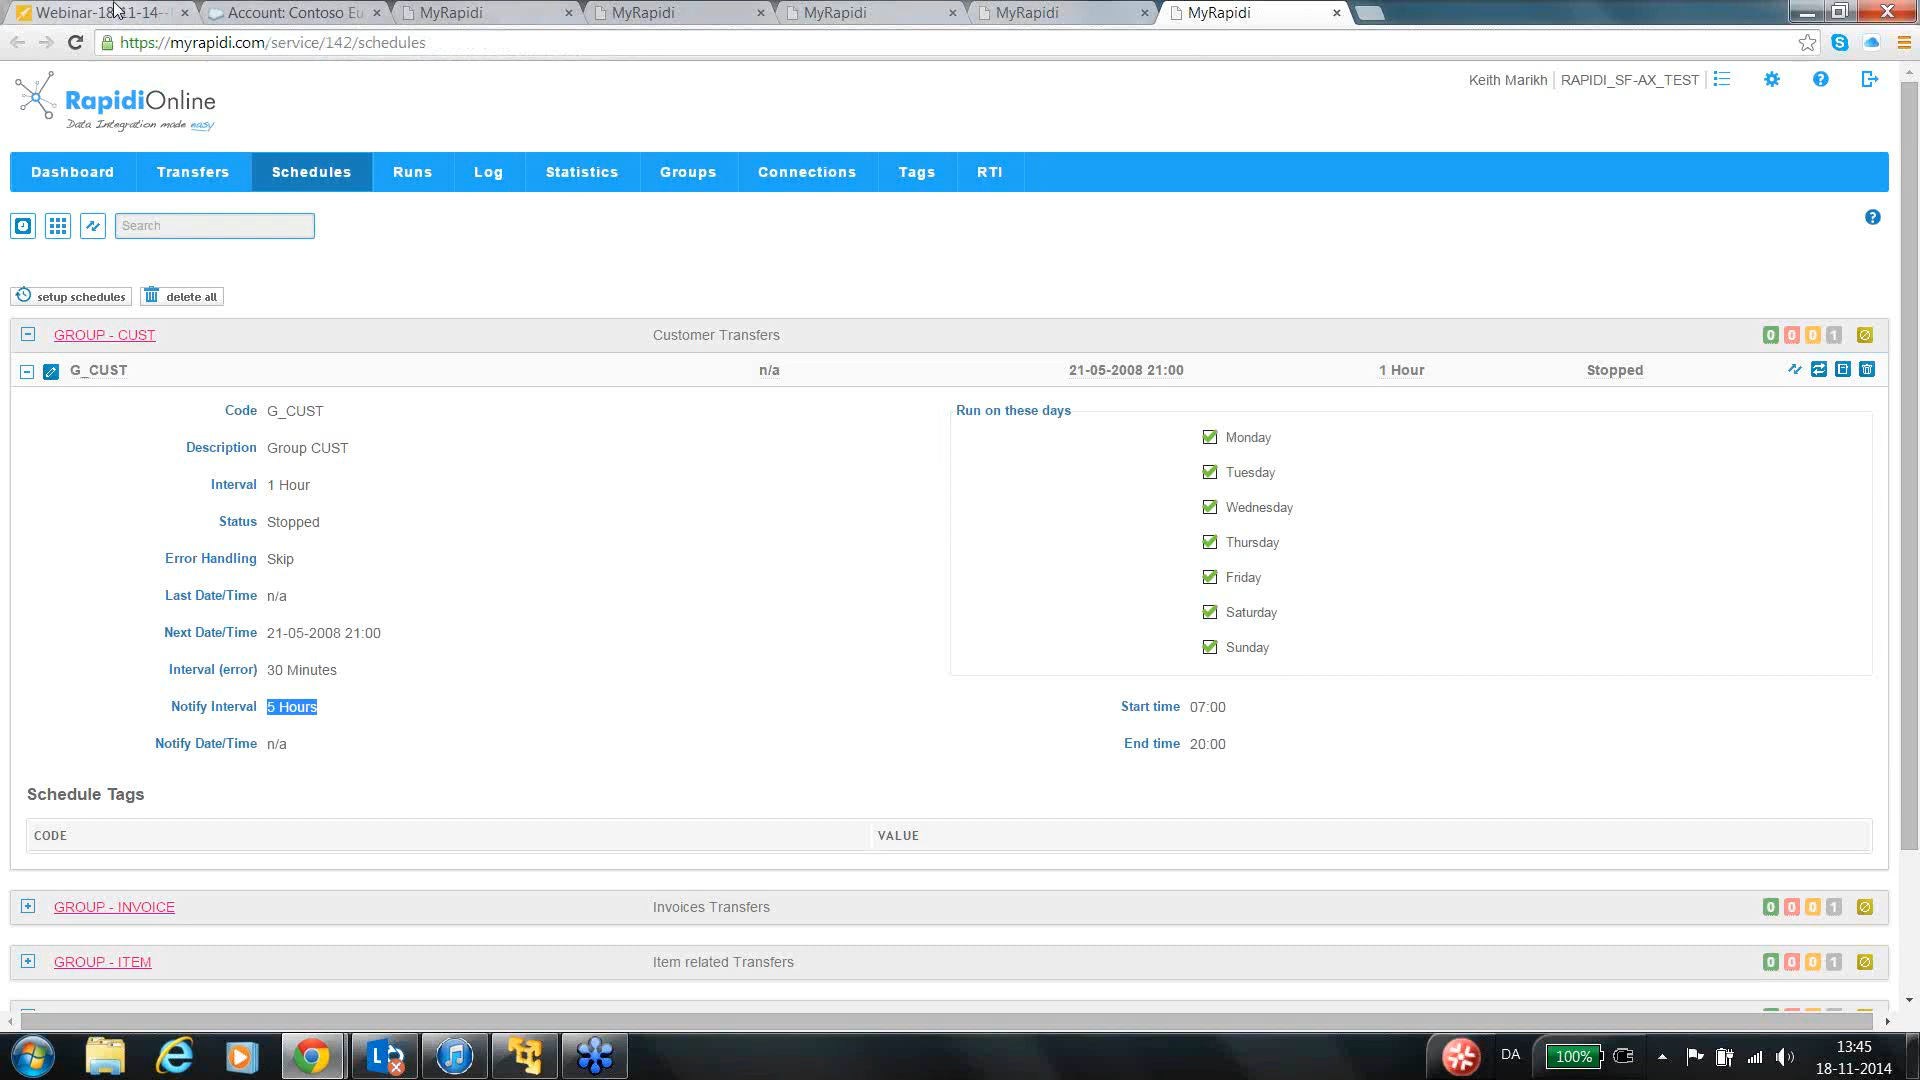 Webinar-18-11-14-
Account: Contoso Eu
MyRapidi
MyRapidi
MyRapidi
MyRapidi
MyRapidi
https://myrapidi.com/service/142/schedules
RapidiOnline
Data Integration made easy
Keith Marikh
RAPIDI_SF-AX_TEST
Dashboard Transfers Schedules Runs Log Statistics Groups Connections Tags RTI
Search
setup schedules
delete all
GROUP - CUST Customer Transfers 0 0 0 1
G_CUST n/a 21-05-2008 21:00 1 Hour Stopped
Code G_CUST
Description Group CUST
Interval 1 Hour
Status Stopped
Error Handling Skip
Last Date/Time n/a
Next Date/Time 21-05-2008 21:00
Interval (error) 30 Minutes
Notify Interval 5 Hours
Notify Date/Time n/a
Run on these days
Monday
Tuesday
Wednesday
Thursday
Friday
Saturday
Sunday
Start time 07:00
End time 20:00
Schedule Tags
CODE VALUE
GROUP - INVOICE Invoices Transfers 0 0 0 1
GROUP - ITEM Item related Transfers 0 0 0 1
DA
100%
13:45
18-11-2014